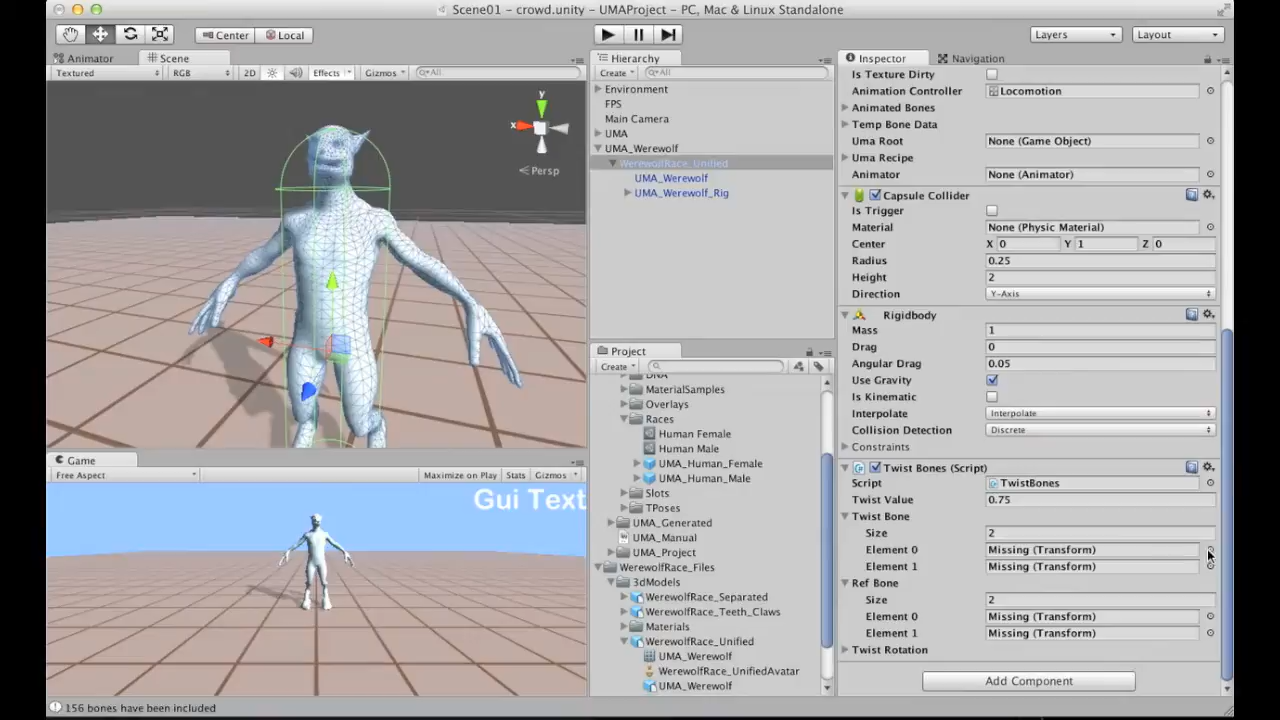 Scene01 – crowd.unity – UMAProject – PC, Mac & Linux Standalone
Center Local Layers Layout
Animator Scene
Textured RGB 2D Effects Gizmos All
y
x
Persp
Game
Free Aspect Maximize on Play Stats Gizmos
Gui Text
156 bones have been included
Hierarchy
Create All
Environment
FPS
Main Camera
UMA
UMA_Werewolf
WerewolfRace_Unified
UMA_Werewolf
UMA_Werewolf_Rig
Project
Create
DNA
MaterialSamples
Overlays
Races
Human Female
Human Male
UMA_Human_Female
UMA_Human_Male
Slots
TPoses
UMA_Generated
UMA_Manual
UMA_Project
WerewolfRace_Files
3dModels
WerewolfRace_Separated
WerewolfRace_Teeth_Claws
Materials
WerewolfRace_Unified
UMA_Werewolf
WerewolfRace_UnifiedAvatar
UMA_Werewolf
Inspector Navigation
Is Texture Dirty
Animation Controller Locomotion
Animated Bones
Temp Bone Data
Uma Root None (Game Object)
Uma Recipe
Animator None (Animator)
Capsule Collider
Is Trigger
Material None (Physic Material)
Center X 0 Y 1 Z 0
Radius 0.25
Height 2
Direction Y-Axis
Rigidbody
Mass 1
Drag 0
Angular Drag 0.05
Use Gravity
Is Kinematic
Interpolate Interpolate
Collision Detection Discrete
Constraints
Twist Bones (Script)
Script TwistBones
Twist Value 0.75
Twist Bone
Size 2
Element 0 Missing (Transform)
Element 1 Missing (Transform)
Ref Bone
Size 2
Element 0 Missing (Transform)
Element 1 Missing (Transform)
Twist Rotation
Add Component